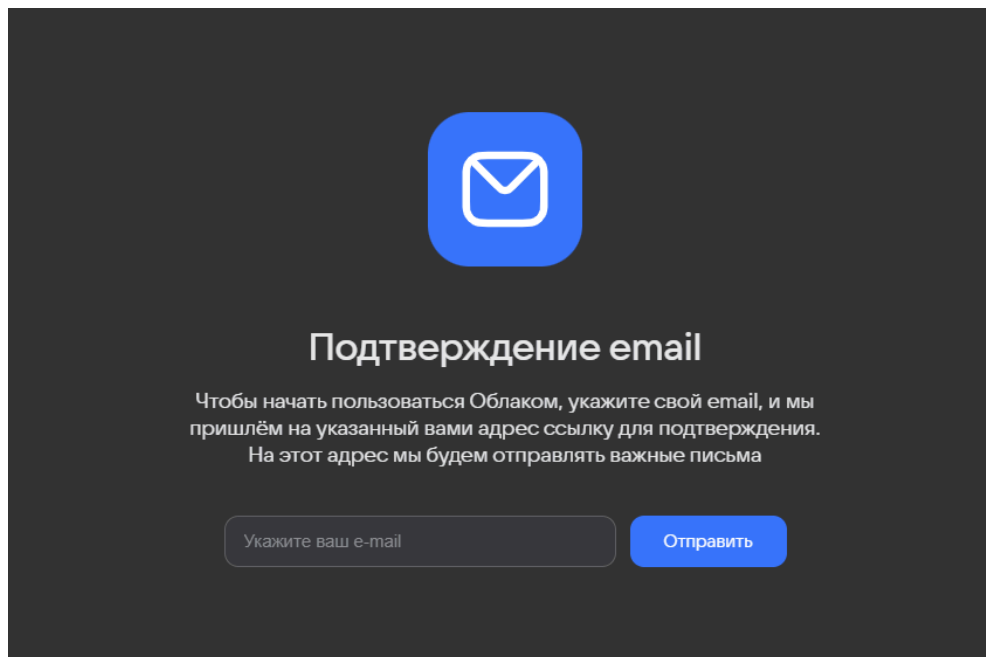 Подтверждение email
Чтобы начать пользоваться Облаком, укажите свой email, и мы
пришлём на указанный вами адрес ссылку для подтверждения.
На этот адрес мы будем отправлять важные письма
Укажите ваш e-mail
Отправить